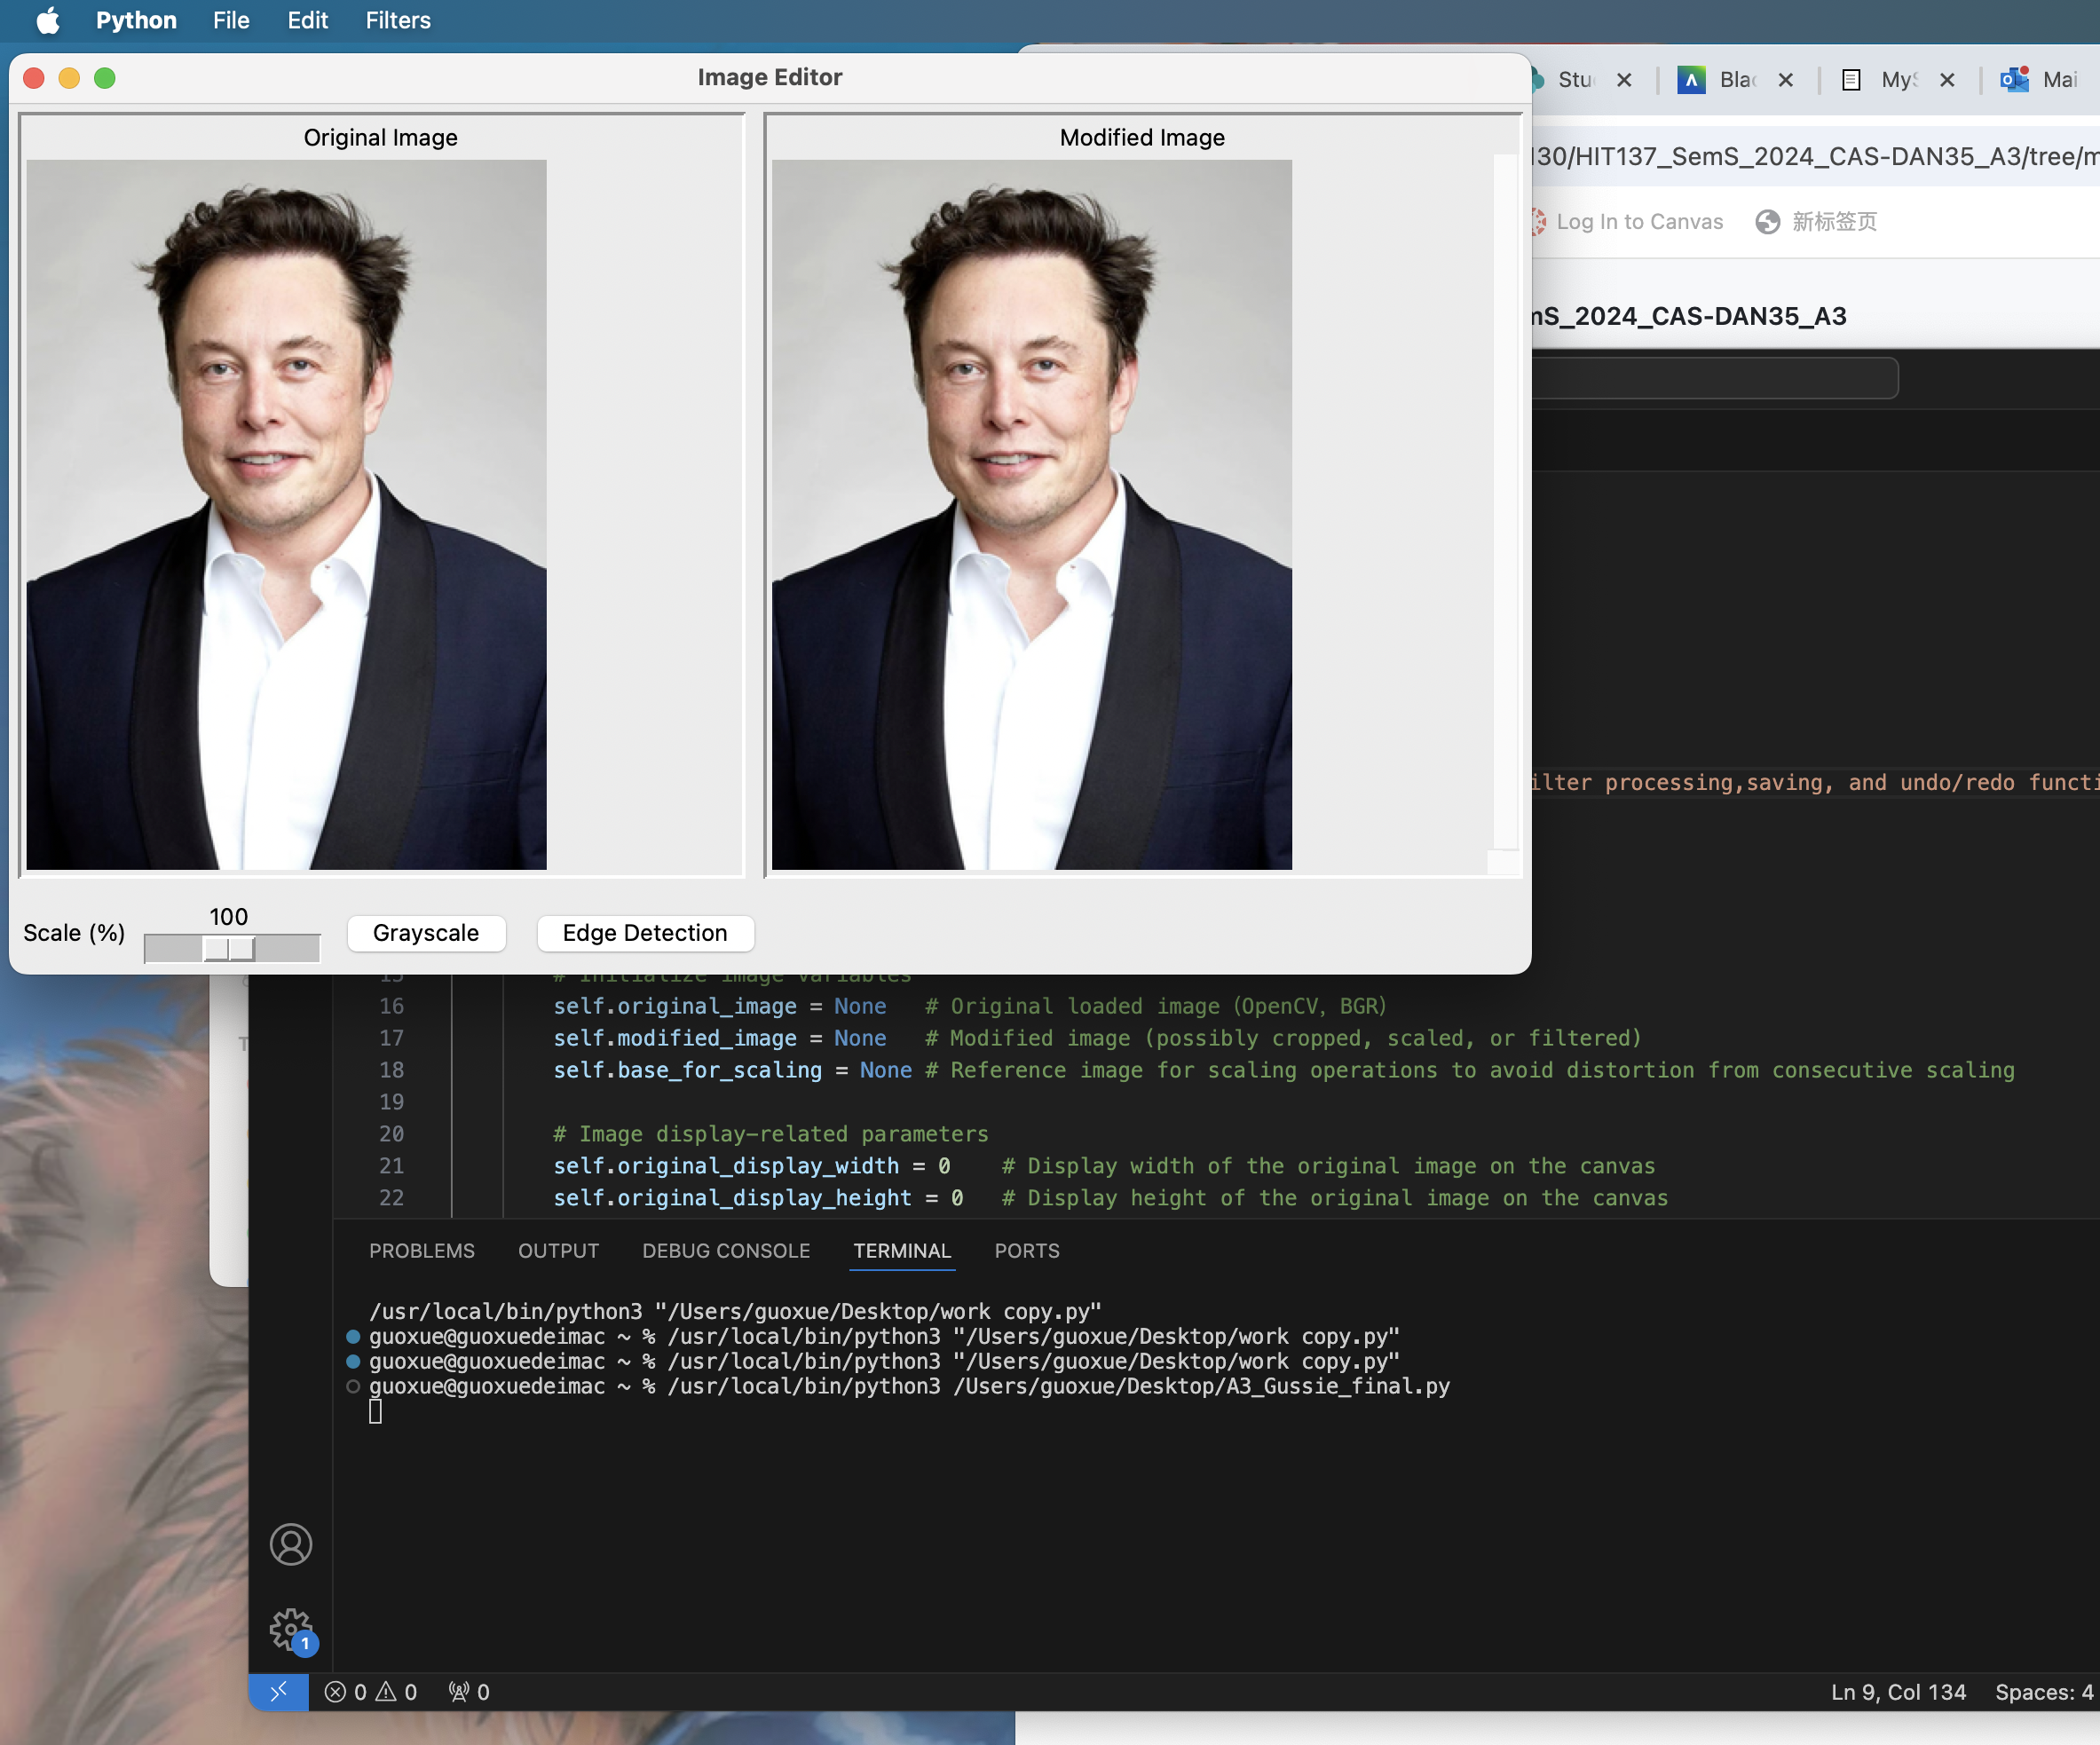 Python File Edit Filters
Image Editor
Stu Blac MyS Mai
Original Image
Modified Image
130/HIT137_SemS_2024_CAS-DAN35_A3/tree/m
Log In to Canvas 新标签页
mS_2024_CAS-DAN35_A3
ilter processing,saving, and undo/redo functi
100
Scale (%) Grayscale Edge Detection
15 # Initialize image variables
16 self.original_image = None # Original loaded image (OpenCV, BGR)
17 self.modified_image = None # Modified image (possibly cropped, scaled, or filtered)
18 self.base_for_scaling = None # Reference image for scaling operations to avoid distortion from consecutive scaling
19
20 # Image display-related parameters
21 self.original_display_width = 0 # Display width of the original image on the canvas
22 self.original_display_height = 0 # Display height of the original image on the canvas
PROBLEMS OUTPUT DEBUG CONSOLE TERMINAL PORTS
/usr/local/bin/python3 "/Users/guoxue/Desktop/work copy.py"
guoxue@guoxuedeimac ~ % /usr/local/bin/python3 "/Users/guoxue/Desktop/work copy.py"
guoxue@guoxuedeimac ~ % /usr/local/bin/python3 "/Users/guoxue/Desktop/work copy.py"
guoxue@guoxuedeimac ~ % /usr/local/bin/python3 /Users/guoxue/Desktop/A3_Gussie_final.py
1
0 0 0
Ln 9, Col 134 Spaces: 4